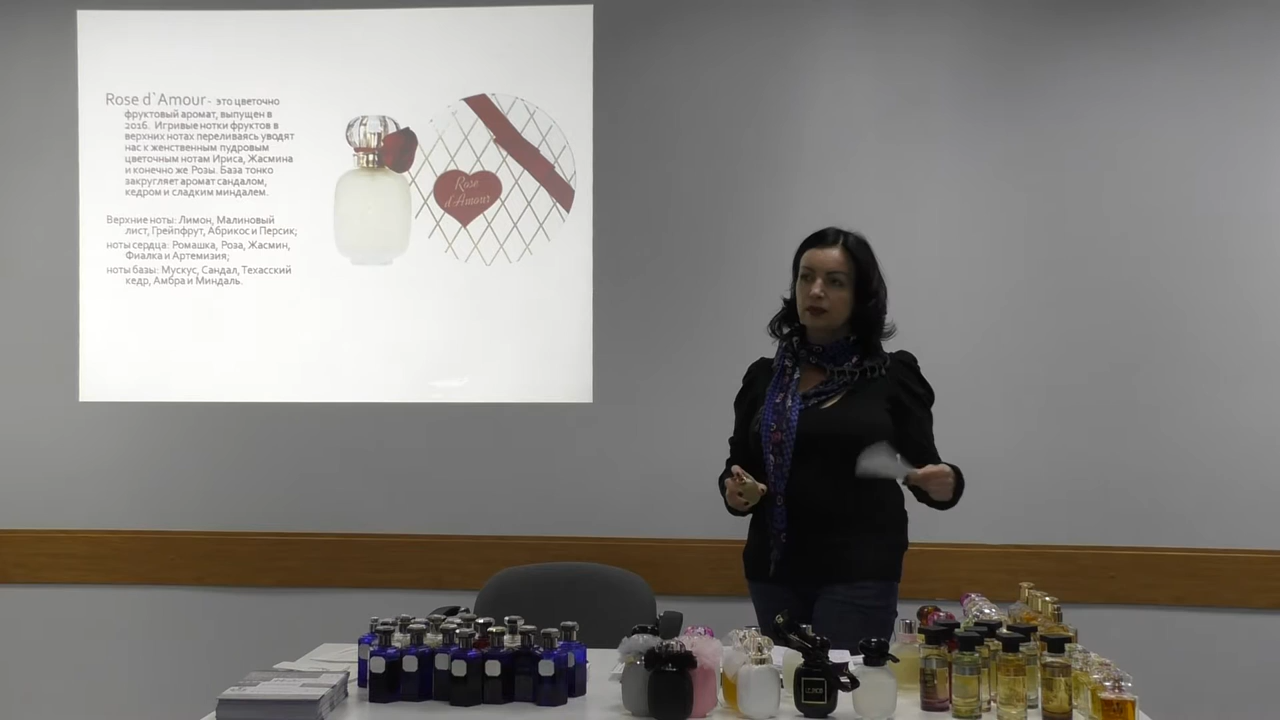 Rose d`Amour - это цветочно
фруктовый аромат, выпущен в
2016. Игривые нотки фруктов в
верхних нотах переливаясь уводят
нас к женственным пудровым
цветочным нотам Ириса, Жасмина
и конечно же Розы. База тонко
закругляет аромат сандалом,
кедром и сладким миндалем.
Верхние ноты: Лимон, Малиновый
лист, Грейпфрут, Абрикос и Персик;
ноты сердца: Ромашка, Роза, Жасмин,
Фиалка и Артемизия;
ноты базы: Мускус, Сандал, Техасский
кедр, Амбра и Миндаль.
Rose
d'Amour